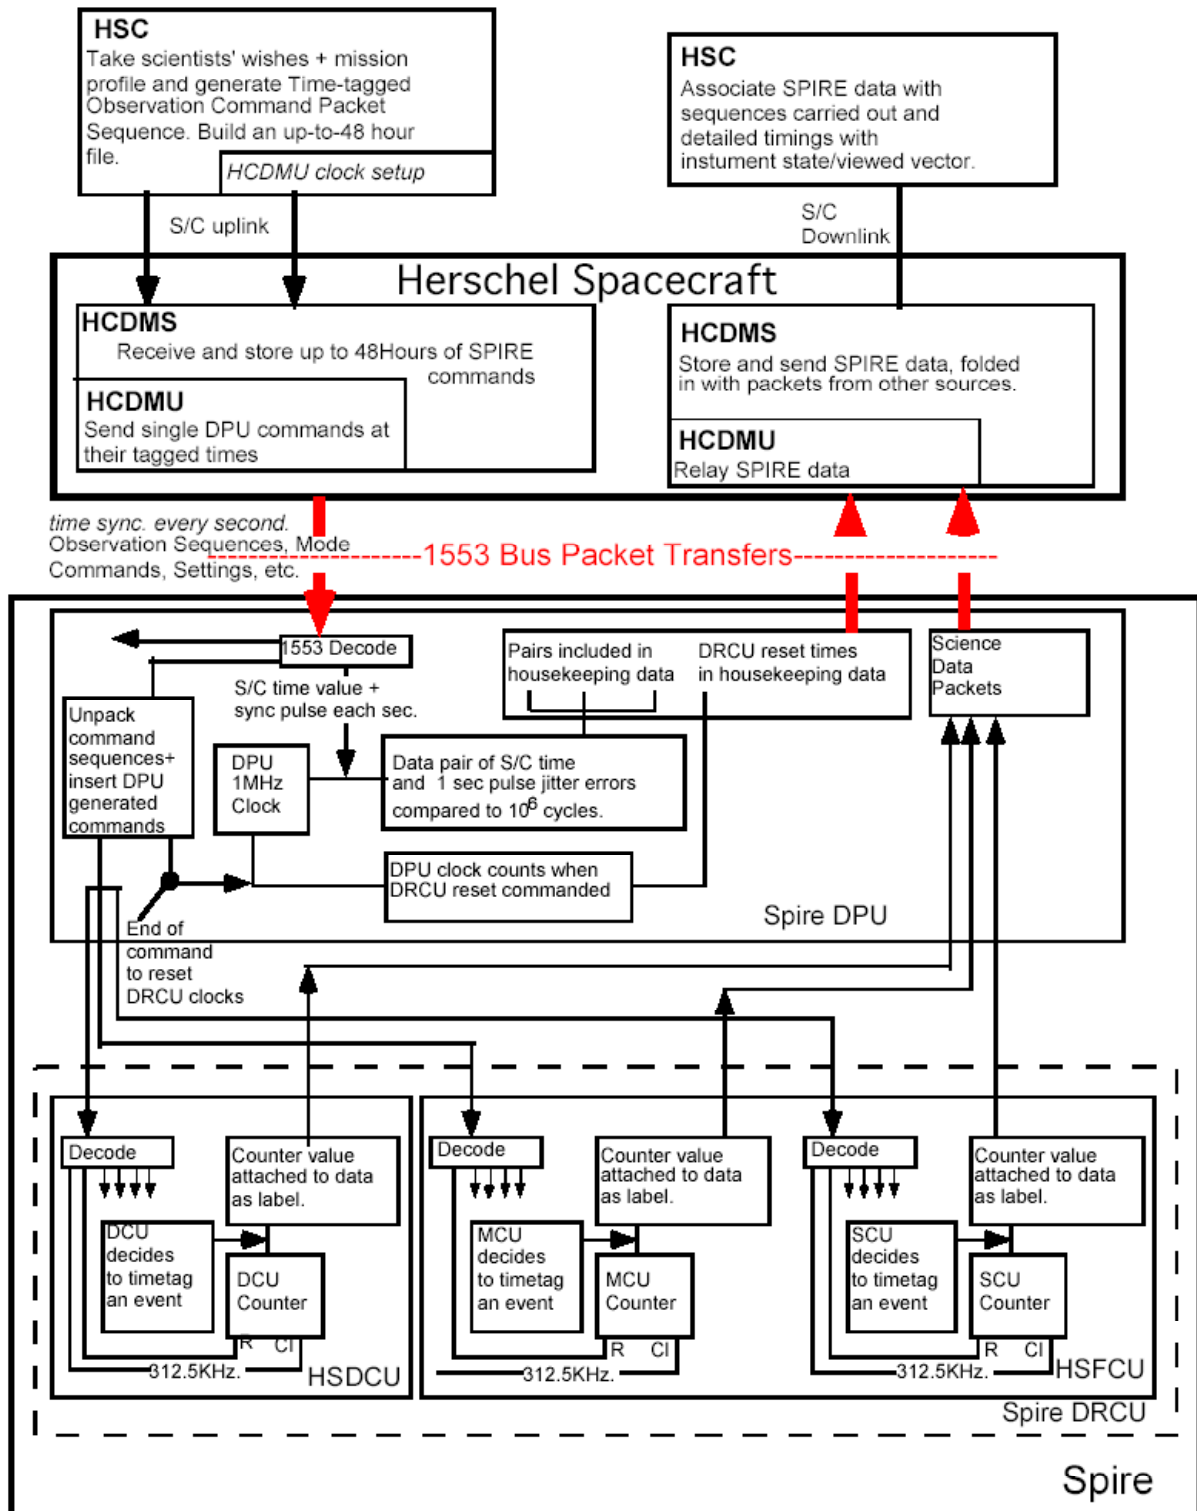 HSC
Take scientists' wishes + mission
profile and generate Time-tagged
Observation Command Packet
Sequence. Build an up-to-48 hour
file.
HCDMU clock setup
HSC
Associate SPIRE data with
sequences carried out and
detailed timings with
instument state/viewed vector.
S/C uplink
S/C
Downlink
Herschel Spacecraft
HCDMS
Receive and store up to 48Hours of SPIRE
commands
HCDMU
Send single DPU commands at
their tagged times
HCDMS
Store and send SPIRE data, folded
in with packets from other sources.
HCDMU
Relay SPIRE data
time sync. every second.
Observation Sequences, Mode
Commands, Settings, etc.
1553 Bus Packet Transfers
1553 Decode
S/C time value +
sync pulse each sec.
Pairs included in
housekeeping data
DRCU reset times
in housekeeping data
Science
Data
Packets
Unpack
command
sequences+
insert DPU
generated
commands
DPU
1MHz
Clock
Data pair of S/C time
and 1 sec pulse jitter errors
compared to 10^6 cycles.
DPU clock counts when
DRCU reset commanded
Spire DPU
End of
command
to reset
DRCU clocks
Decode
Counter value
attached to data
as label.
DCU
decides
to timetag
an event
DCU
Counter
R CI
312.5KHz.
HSDCU
Decode
Counter value
attached to data
as label.
MCU
decides
to timetag
an event
MCU
Counter
R CI
312.5KHz.
Decode
Counter value
attached to data
as label.
SCU
decides
to timetag
an event
SCU
Counter
R CI
312.5KHz.
HSFCU
Spire DRCU
Spire